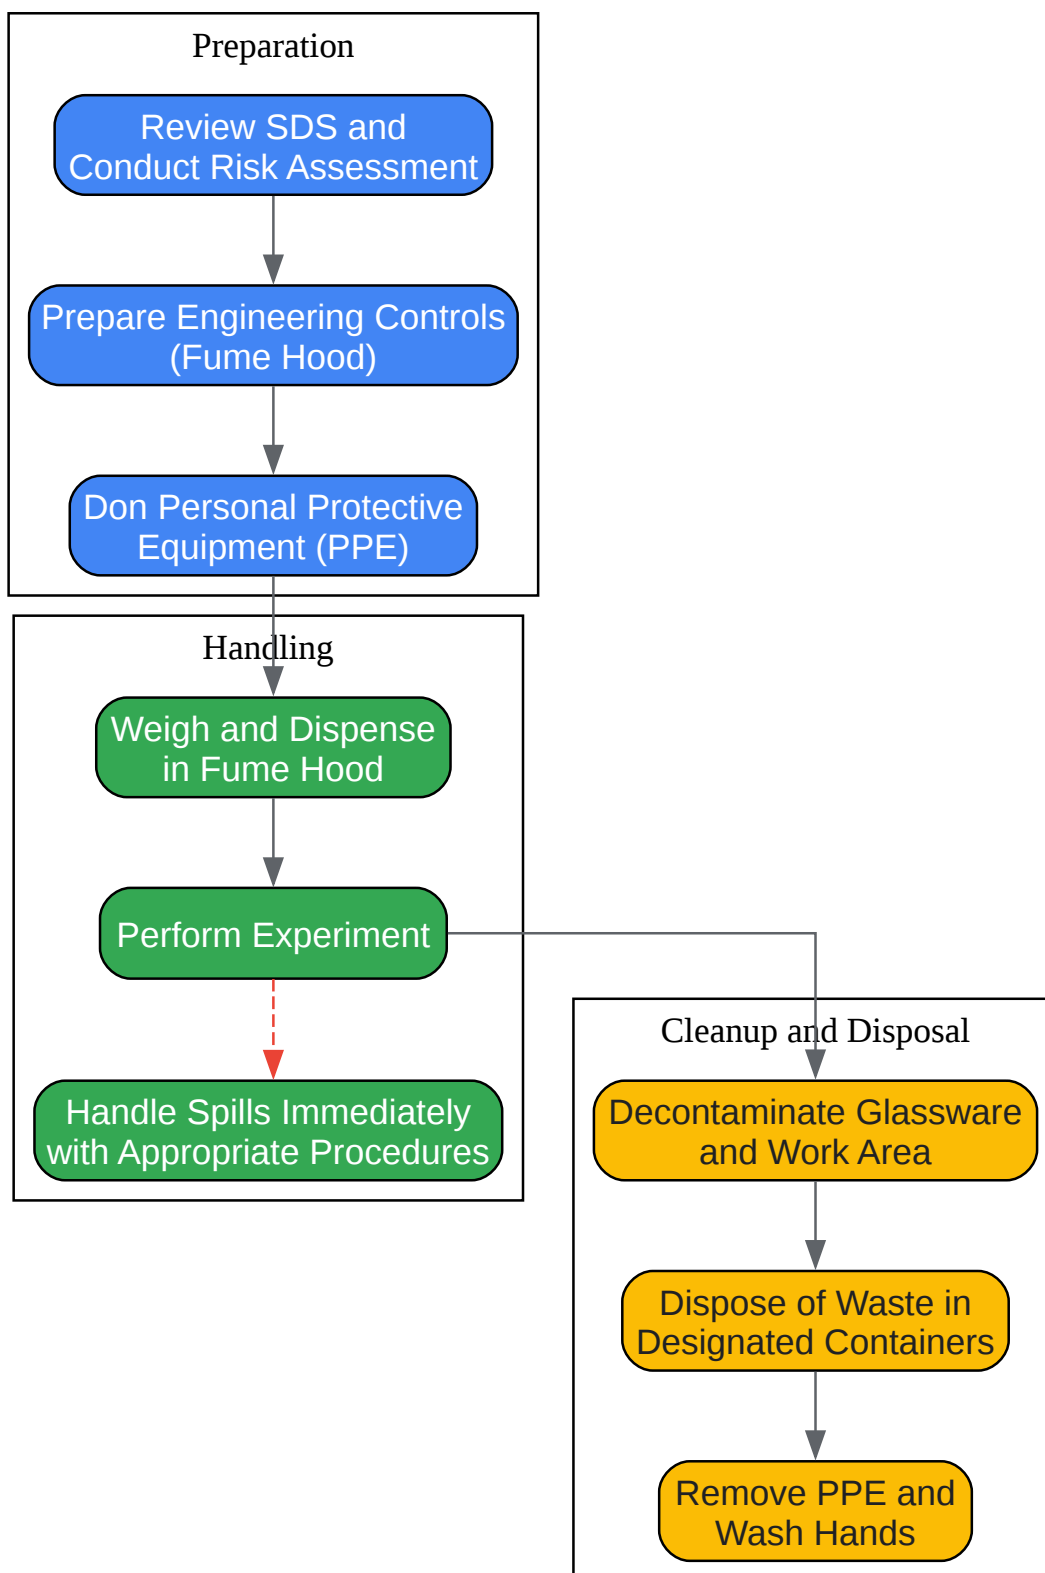 Preparation
Review SDS and
Conduct Risk Assessment
Prepare Engineering Controls
(Fume Hood)
Don Personal Protective
Equipment (PPE)
Handling
Weigh and Dispense
in Fume Hood
Perform Experiment
Handle Spills Immediately
with Appropriate Procedures
Cleanup and Disposal
Decontaminate Glassware
and Work Area
Dispose of Waste in
Designated Containers
Remove PPE and
Wash Hands